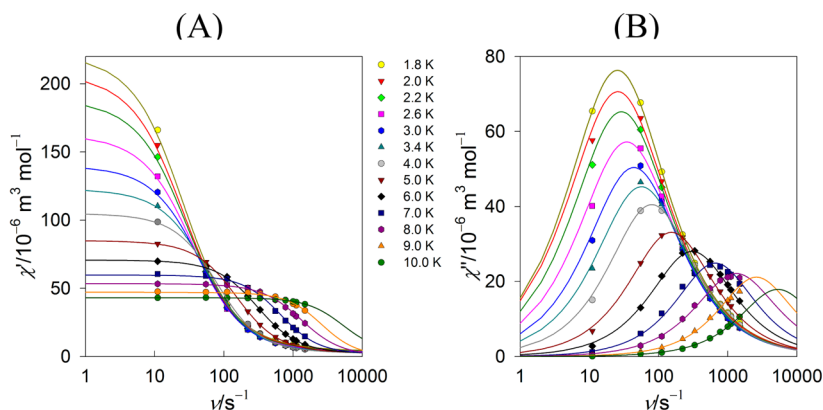 (A) (B)
χ'/10⁻⁶ m³ mol⁻¹
200
150
100
50
0
1 10 100 1000 10000
ν/s⁻¹
1.8 K
2.0 K
2.2 K
2.6 K
3.0 K
3.4 K
4.0 K
5.0 K
6.0 K
7.0 K
8.0 K
9.0 K
10.0 K
χ''/10⁻⁶ m³ mol⁻¹
80
60
40
20
0
1 10 100 1000 10000
ν/s⁻¹